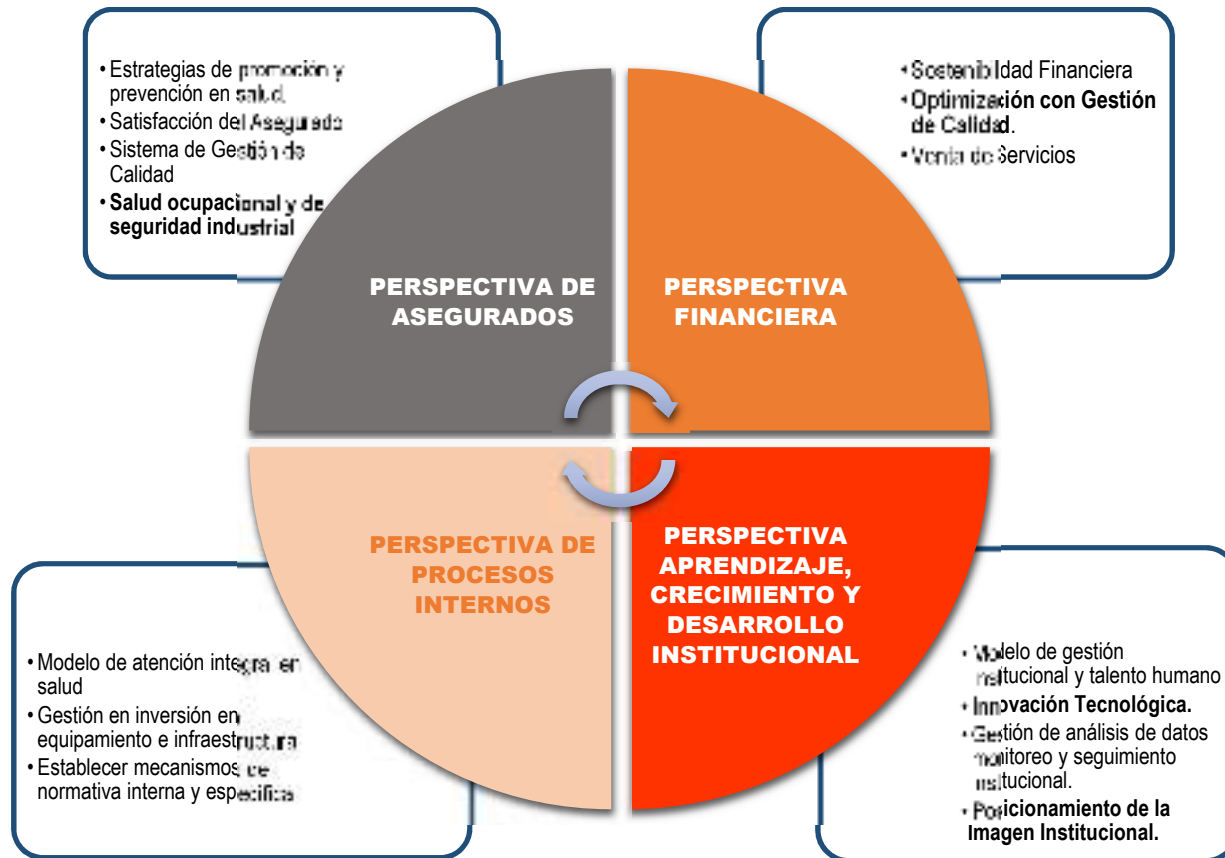 • Estrategias de promoción y
prevención en salud.
• Satisfacción del Asegurado
• Sistema de Gestión de
Calidad
• Salud ocupacional y de
seguridad industrial
• Sostenibilidad Financiera
• Optimización con Gestión
de Calidad.
• Venta de Servicios
PERSPECTIVA DE
ASEGURADOS
PERSPECTIVA
FINANCIERA
PERSPECTIVA DE
PROCESOS
INTERNOS
PERSPECTIVA
APRENDIZAJE,
CRECIMIENTO Y
DESARROLLO
INSTITUCIONAL
• Modelo de atención integral en
salud
• Gestión en inversión en
equipamiento e infraestructura
• Establecer mecanismos de
normativa interna y especifica
• Modelo de gestión
institucional y talento humano
• Innovación Tecnológica.
• Gestión de análisis de datos
monitoreo y seguimiento
institucional.
• Posicionamiento de la
Imagen Institucional.